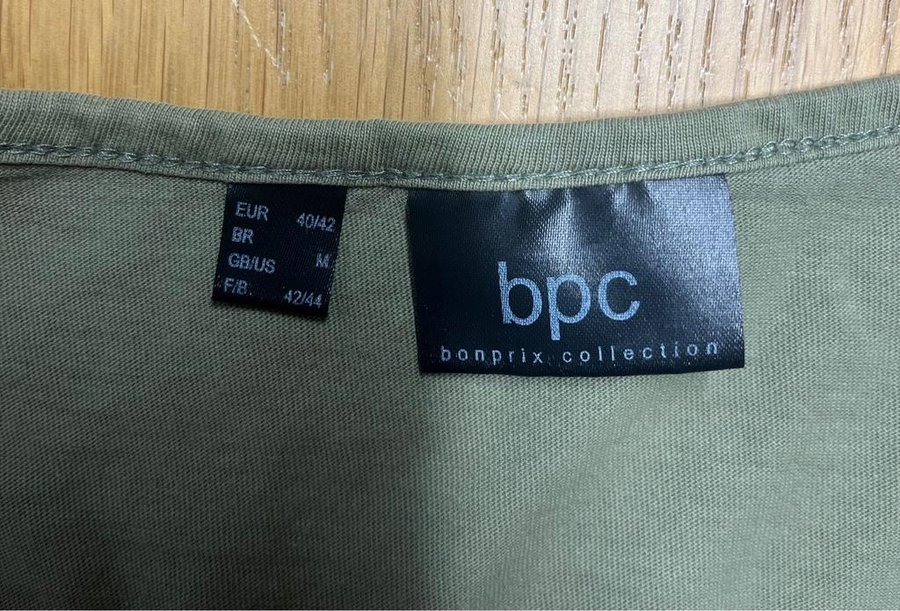 EUR 40/42
BR
GB/US M
F/B. 42/44
bpc
bonprix collection